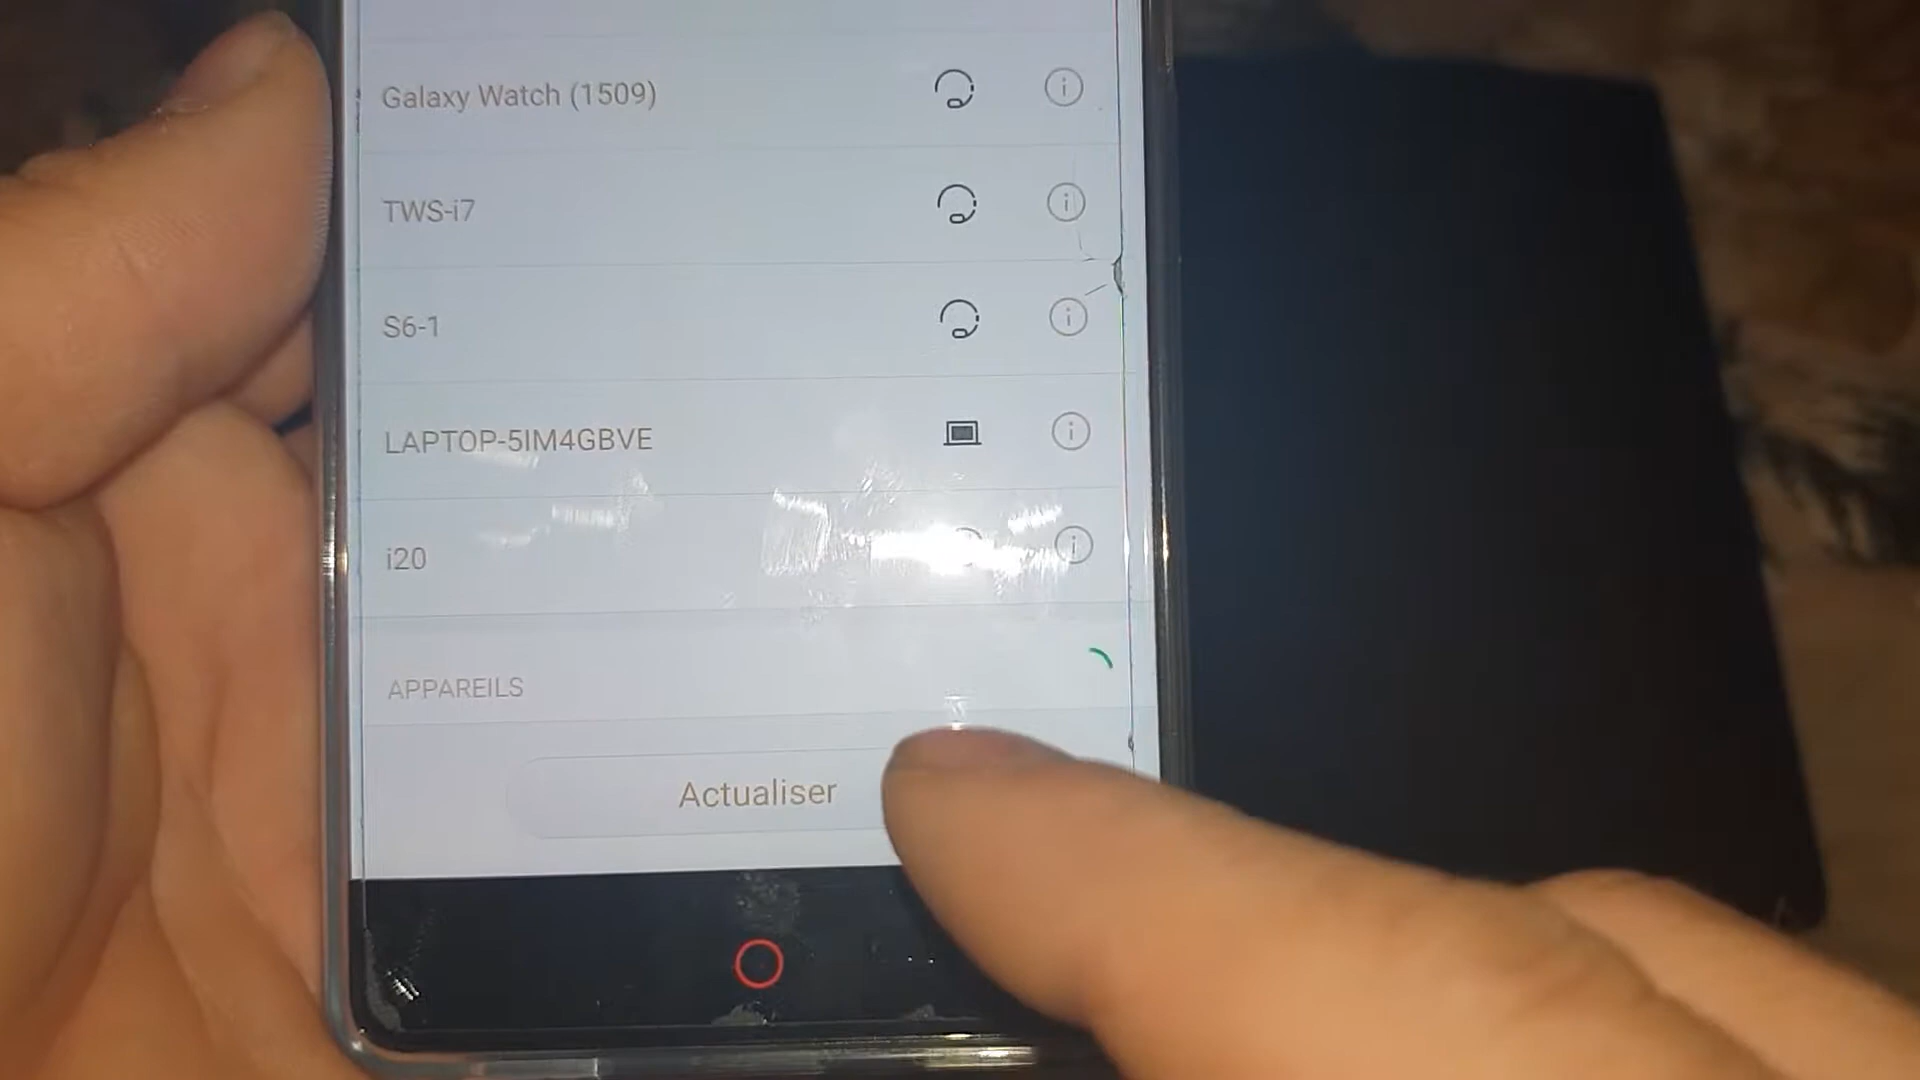 Galaxy Watch (1509)
TWS-i7
S6-1
LAPTOP-5IM4GBVE
i20
APPAREILS
Actualiser